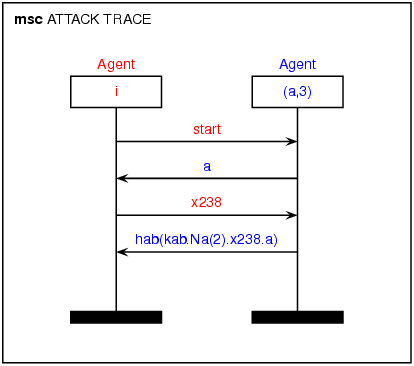 msc ATTACK TRACE
Agent Agent
i (a,3)
start
a
x238
hab(kab.Na(2).x238.a)